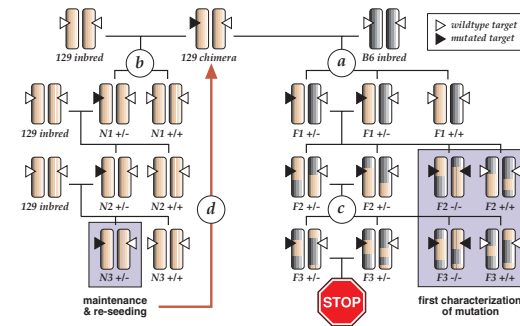 wildtype target
mutated target
129 inbred
129 chimera
B6 inbred
b
a
129 inbred
N1 +/-
N1 +/+
F1 +/-
F1 +/-
F1 +/+
129 inbred
N2 +/-
N2 +/+
F2 +/-
F2 +/-
F2 -/-
F2 +/+
d
c
N3 +/-
N3 +/+
F3 +/-
F3 +/-
F3 -/-
F3 +/+
maintenance
& re-seeding
STOP
first characterization
of mutation